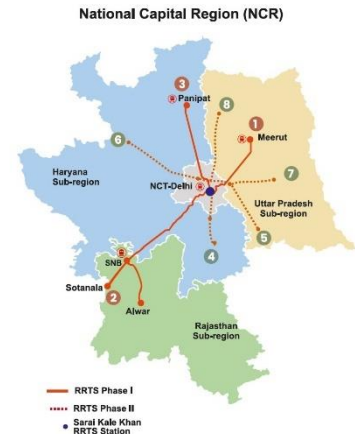 National Capital Region (NCR)
3
Panipat
8
1
Meerut
6
Haryana
Sub-region
NCT-Delhi
7
Uttar Pradesh
Sub-region
5
4
SNB
Sotanala
2
Alwar
Rajasthan
Sub-region
RRTS Phase I
RRTS Phase II
Sarai Kale Khan
RRTS Station